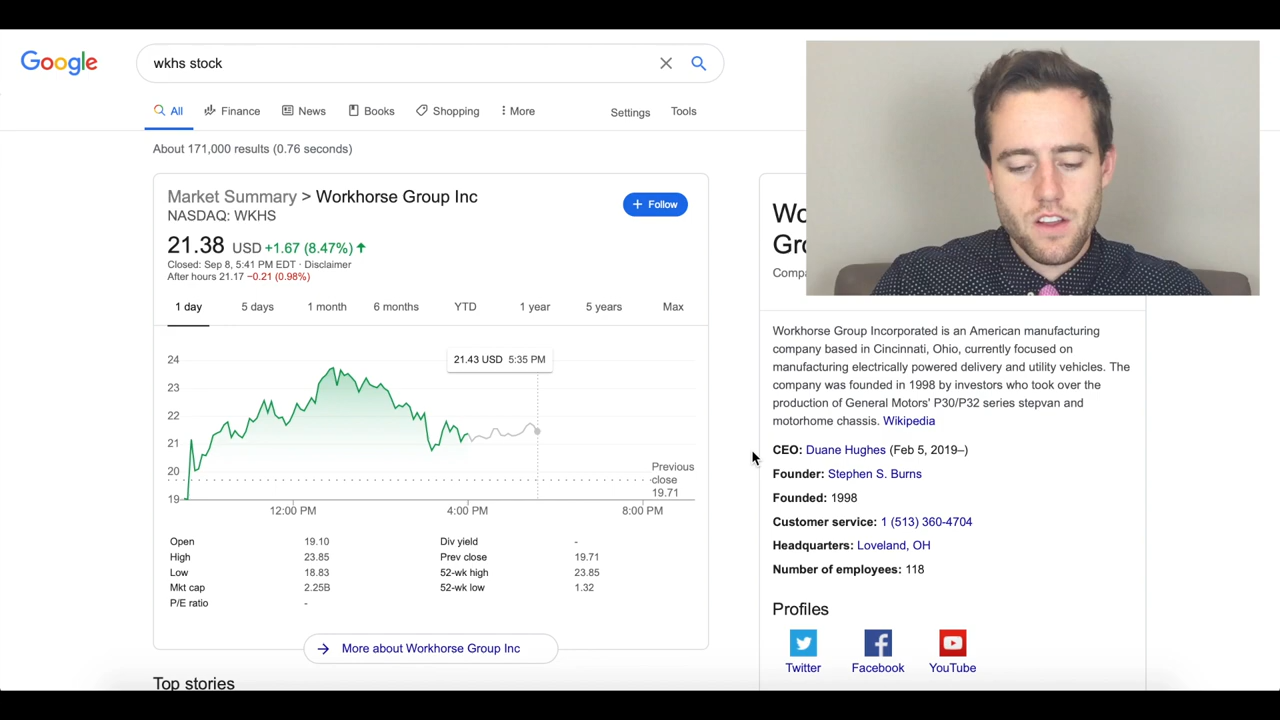 Google
wkhs stock
All
Finance
News
Books
Shopping
More
Settings
Tools
About 171,000 results (0.76 seconds)
Market Summary > Workhorse Group Inc
NASDAQ: WKHS
Follow
21.38 USD +1.67 (8.47%)
Closed: Sep 8, 5:41 PM EDT · Disclaimer
After hours 21.17 −0.21 (0.98%)
1 day
5 days
1 month
6 months
YTD
1 year
5 years
Max
21.43 USD 5:35 PM
24
23
22
21
20
19
Previous
close
19.71
12:00 PM
4:00 PM
8:00 PM
Open 19.10
High 23.85
Low 18.83
Mkt cap 2.25B
P/E ratio -
Div yield -
Prev close 19.71
52-wk high 23.85
52-wk low 1.32
More about Workhorse Group Inc
Top stories
Wo
Gro
Compa
Workhorse Group Incorporated is an American manufacturing
company based in Cincinnati, Ohio, currently focused on
manufacturing electrically powered delivery and utility vehicles. The
company was founded in 1998 by investors who took over the
production of General Motors' P30/P32 series stepvan and
motorhome chassis. Wikipedia
CEO: Duane Hughes (Feb 5, 2019–)
Founder: Stephen S. Burns
Founded: 1998
Customer service: 1 (513) 360-4704
Headquarters: Loveland, OH
Number of employees: 118
Profiles
Twitter
Facebook
YouTube